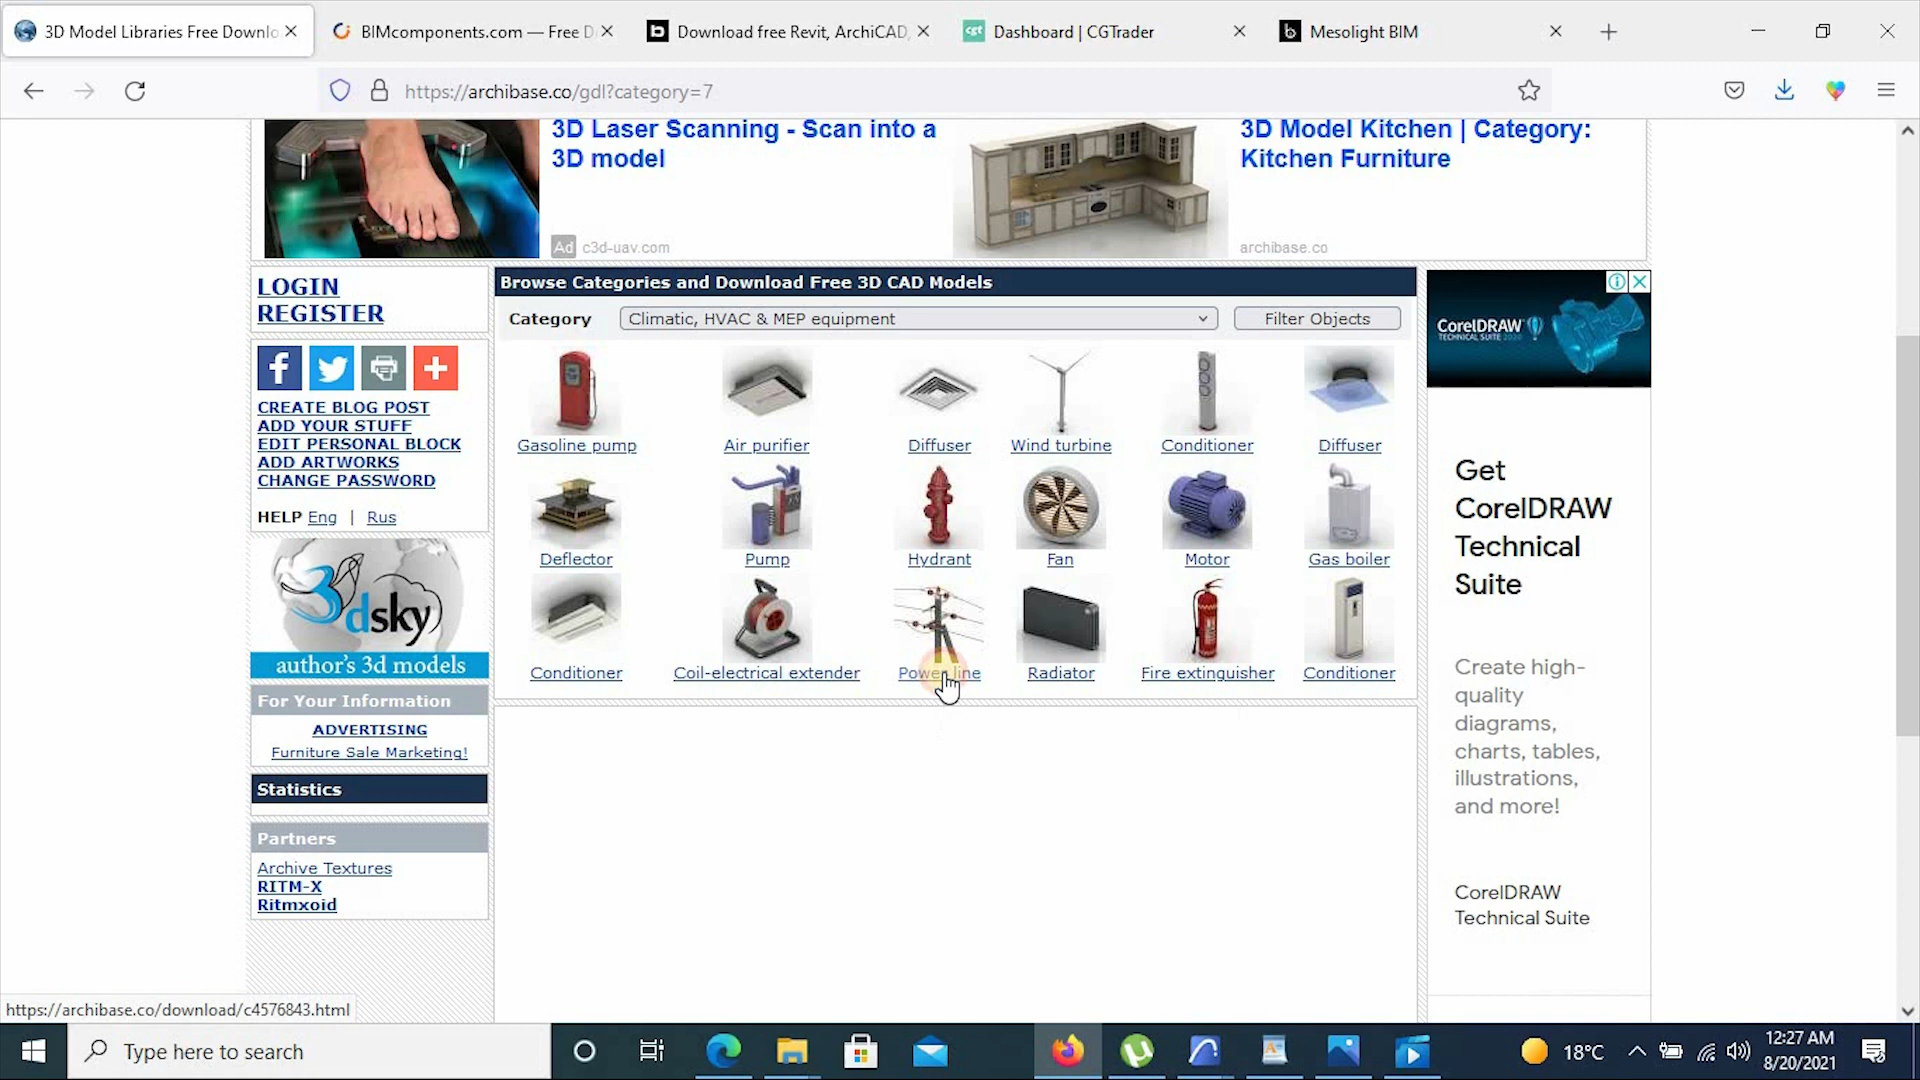 3D Model Libraries Free Downlo
BIMcomponents.com — Free D
Download free Revit, ArchiCAD,
cgt
Dashboard | CGTrader
Mesolight BIM
https://archibase.co/gdl?category=7
3D Laser Scanning - Scan into a
3D model
Ad c3d-uav.com
3D Model Kitchen | Category:
Kitchen Furniture
archibase.co
LOGIN
REGISTER
CREATE BLOG POST
ADD YOUR STUFF
EDIT PERSONAL BLOCK
ADD ARTWORKS
CHANGE PASSWORD
HELP Eng | Rus
3dsky
author's 3d models
For Your Information
ADVERTISING
Furniture Sale Marketing!
Statistics
Partners
Archive Textures
RITM-X
Ritmxoid
Browse Categories and Download Free 3D CAD Models
Category Climatic, HVAC & MEP equipment Filter Objects
Gasoline pump Air purifier Diffuser Wind turbine Conditioner Diffuser
Deflector Pump Hydrant Fan Motor Gas boiler
Conditioner Coil-electrical extender Power line Radiator Fire extinguisher Conditioner
CorelDRAW
TECHNICAL SUITE 2020
Get
CorelDRAW
Technical
Suite
Create high-
quality
diagrams,
charts, tables,
illustrations,
and more!
CorelDRAW
Technical Suite
https://archibase.co/download/c4576843.html
Type here to search
18°C
12:27 AM
8/20/2021